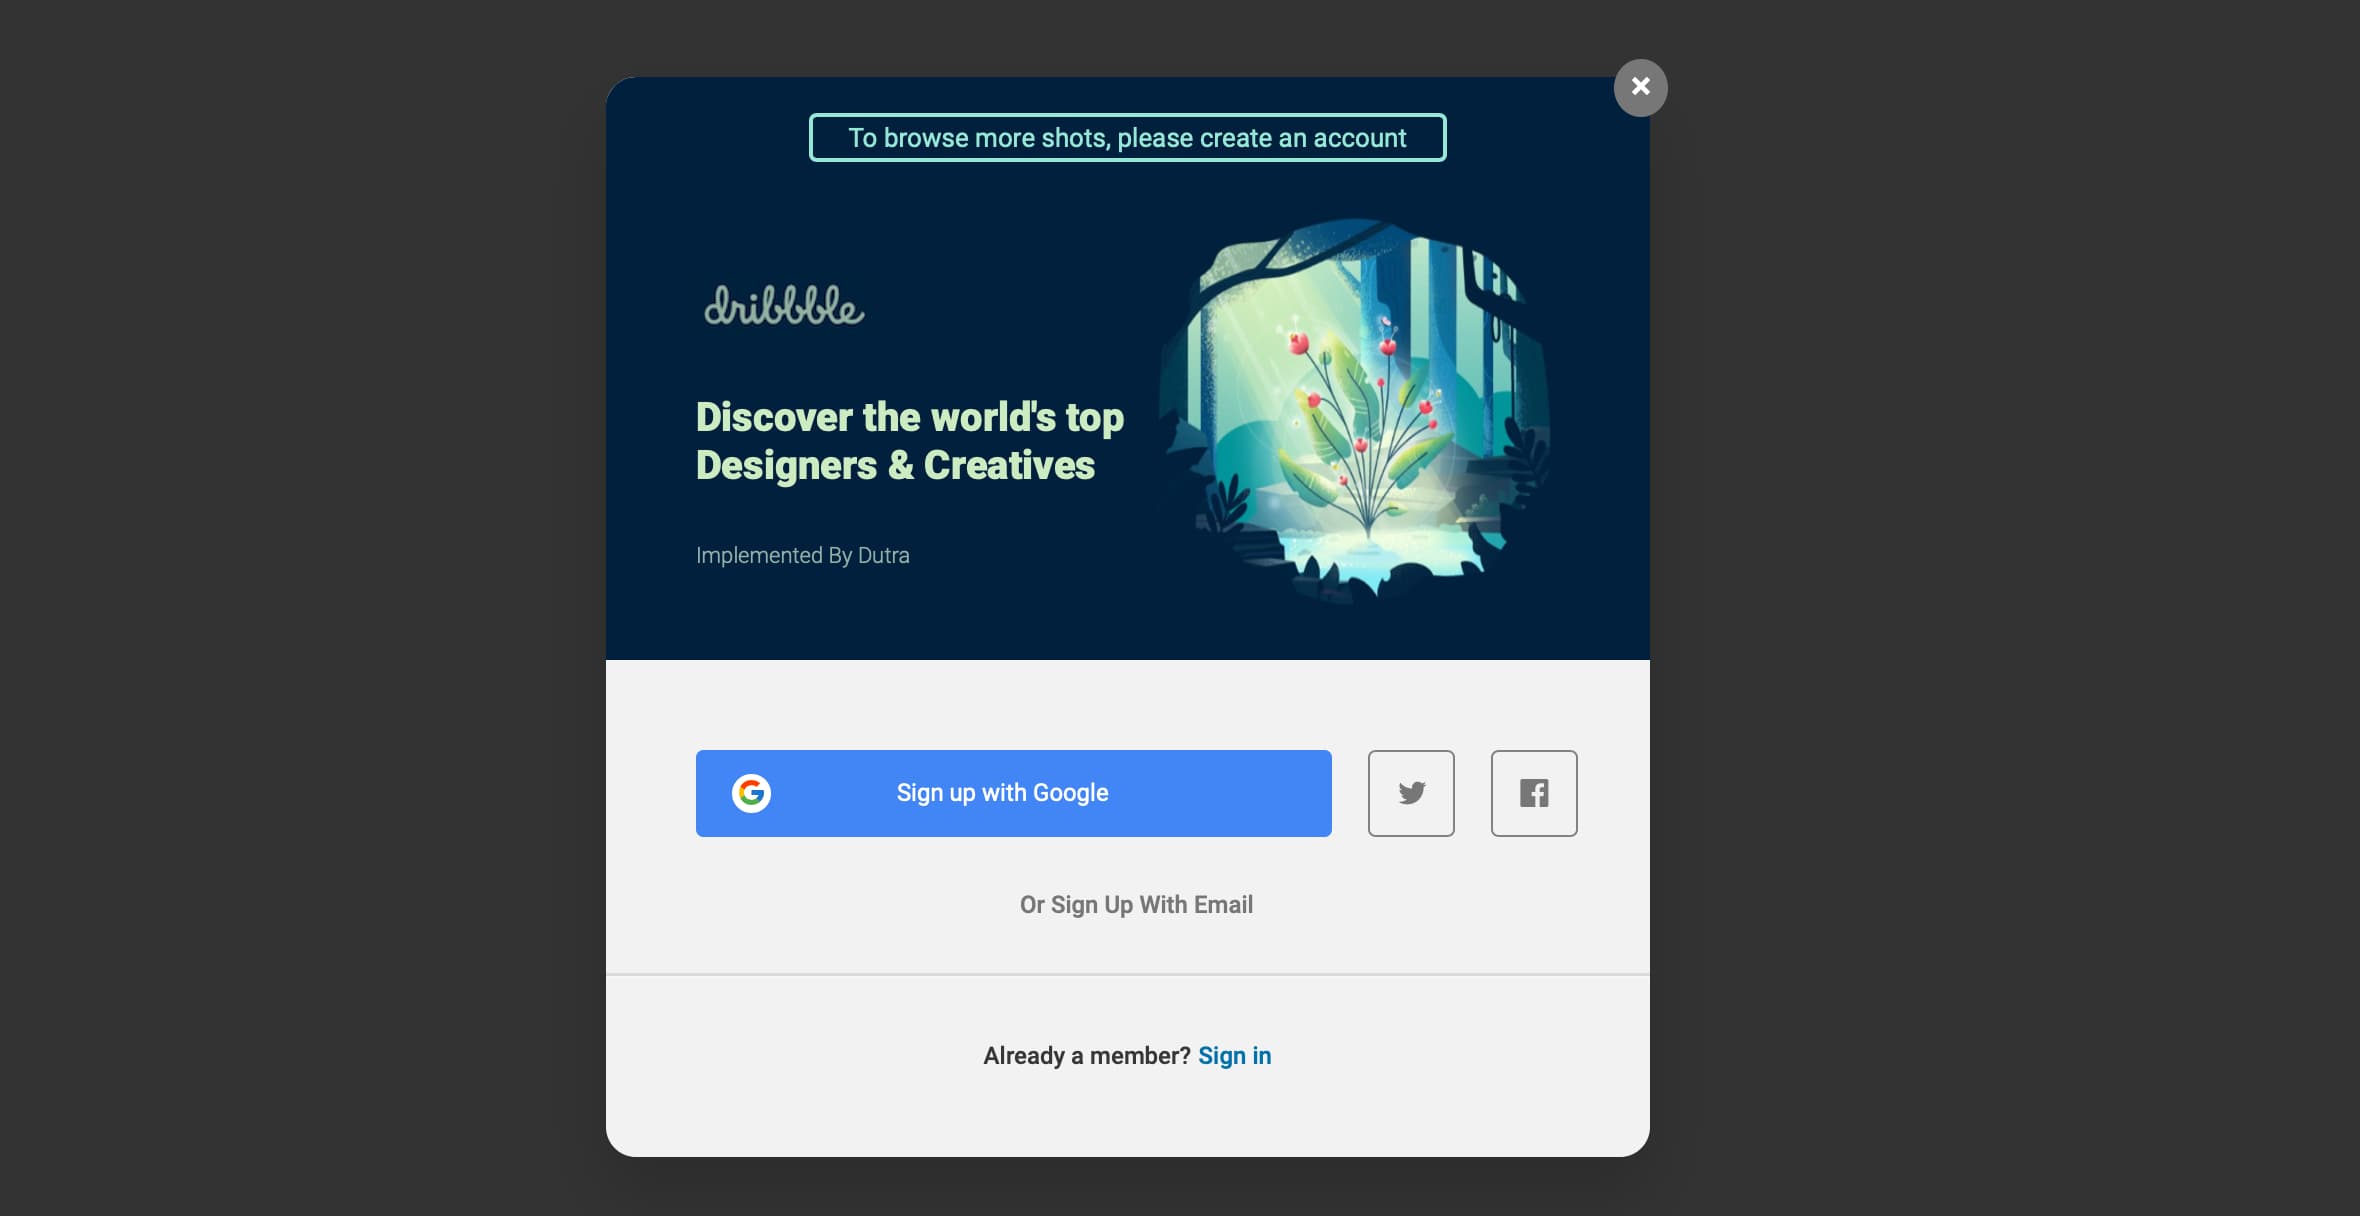 To browse more shots, please create an account
dribbble
Discover the world's top
Designers & Creatives
Implemented By Dutra
Sign up with Google
Or Sign Up With Email
Already a member? Sign in